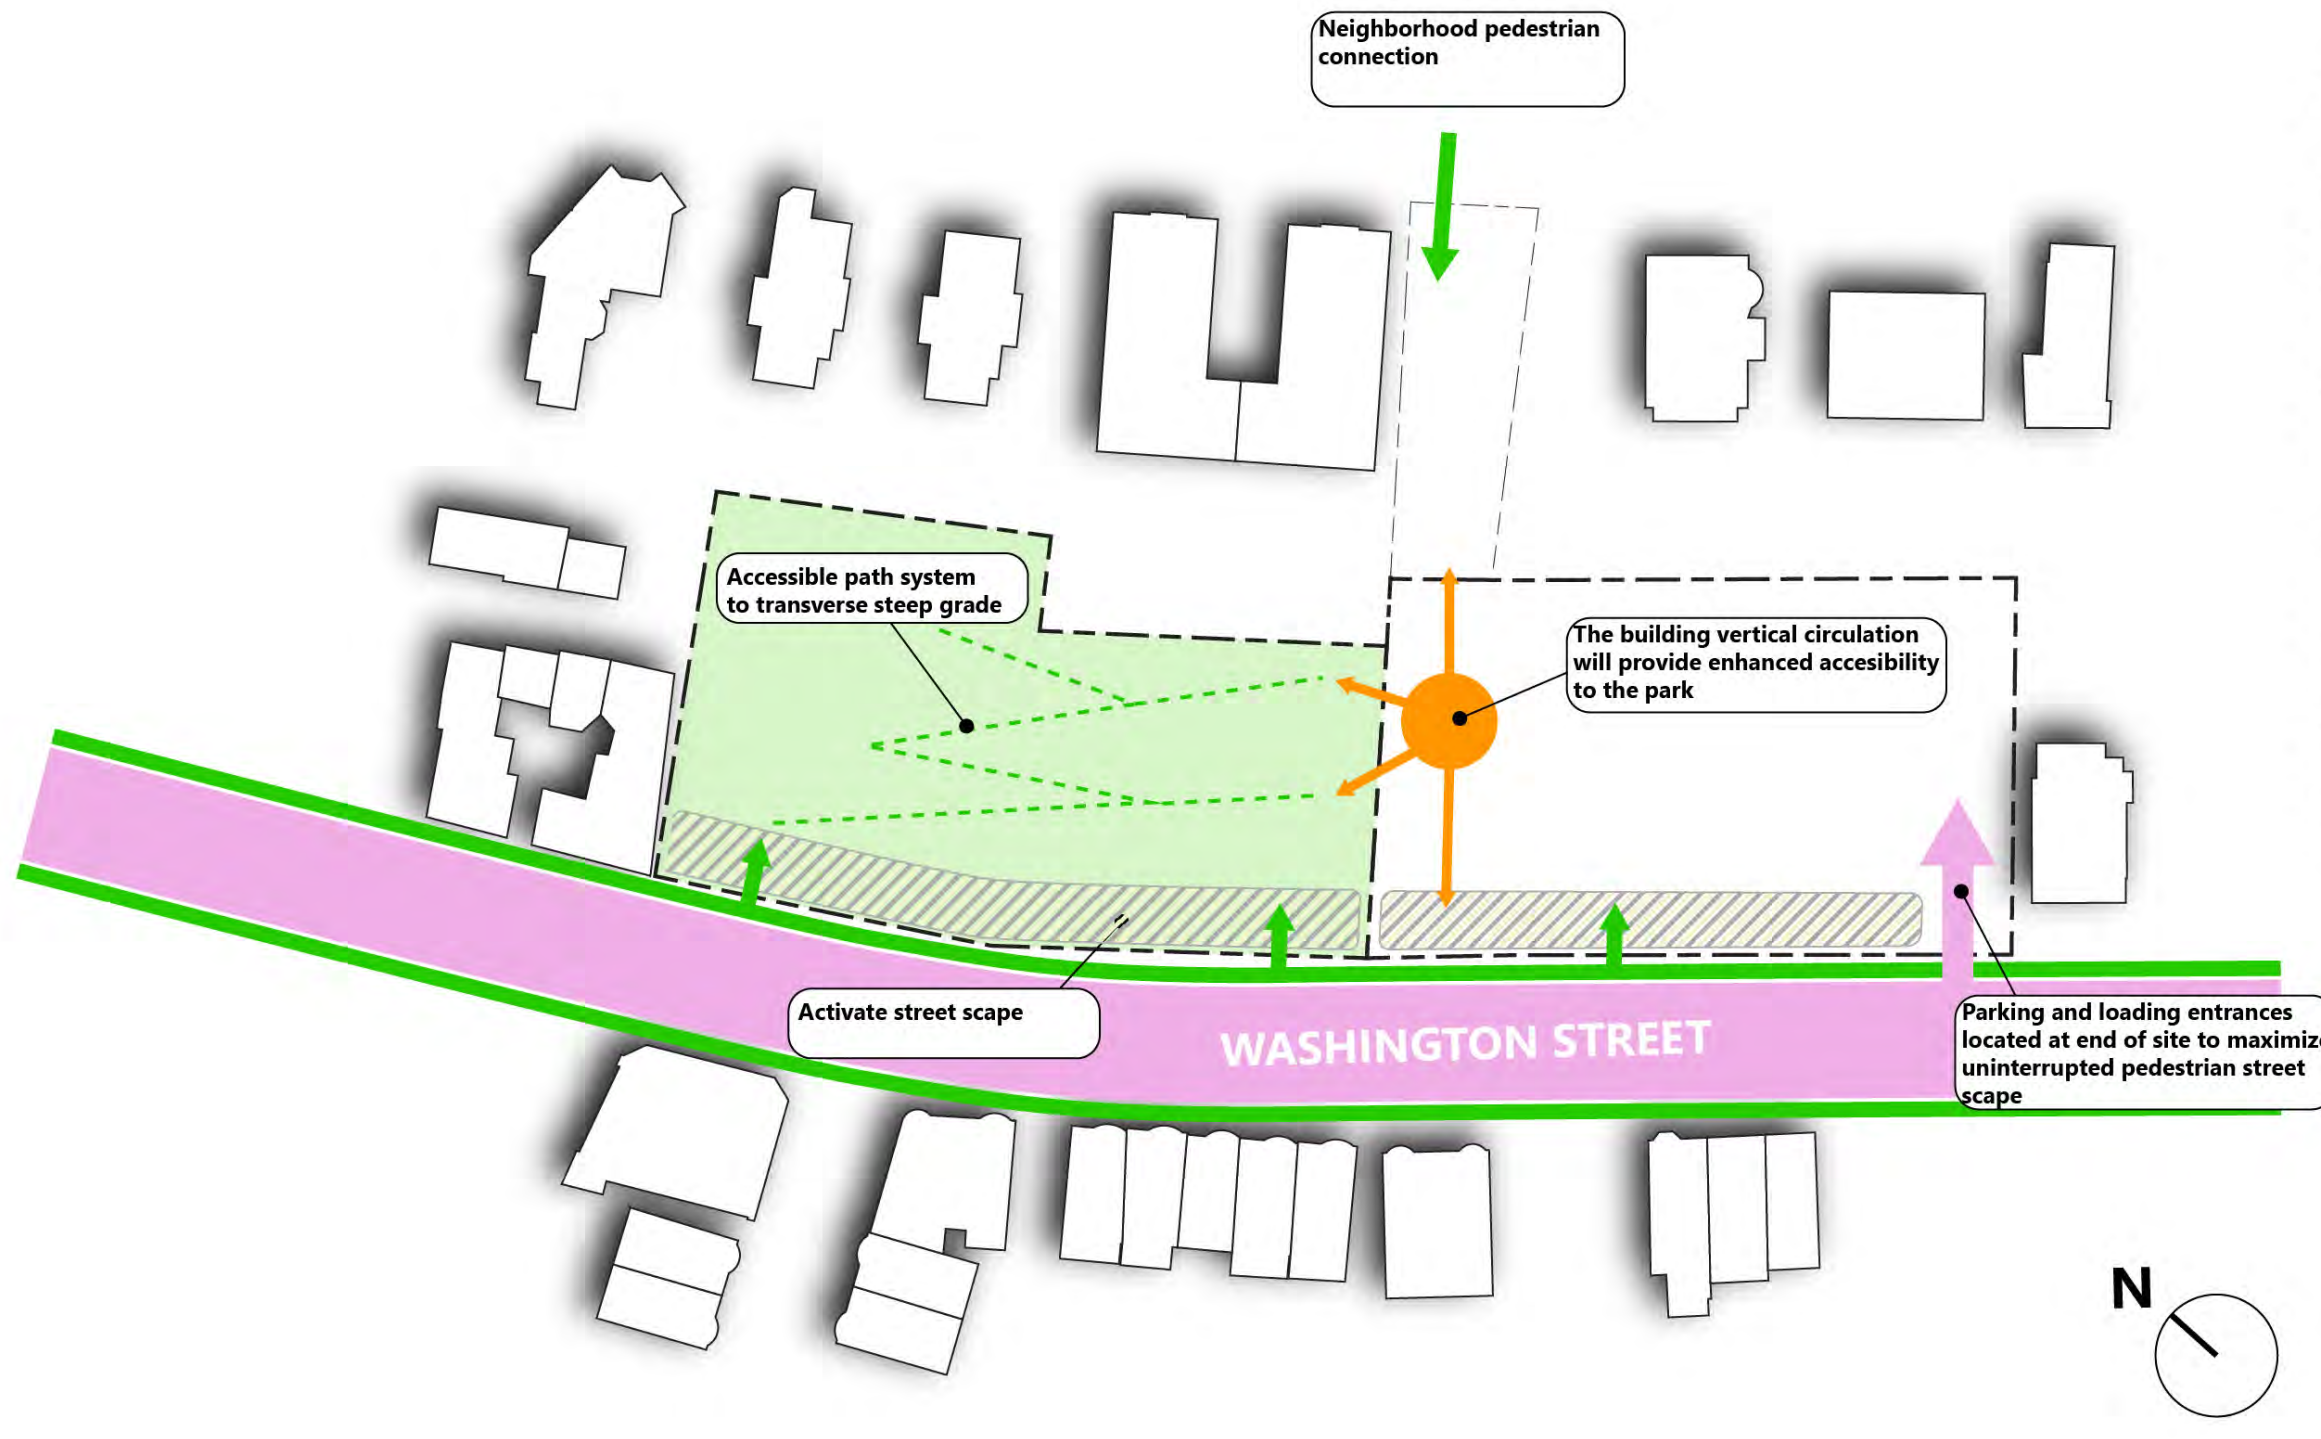 Neighborhood pedestrian
connection
Accessible path system
to transverse steep grade
The building vertical circulation
will provide enhanced accesibility
to the park
Activate street scape
WASHINGTON STREET
Parking and loading entrances
located at end of site to maximize
uninterrupted pedestrian street
scape
N